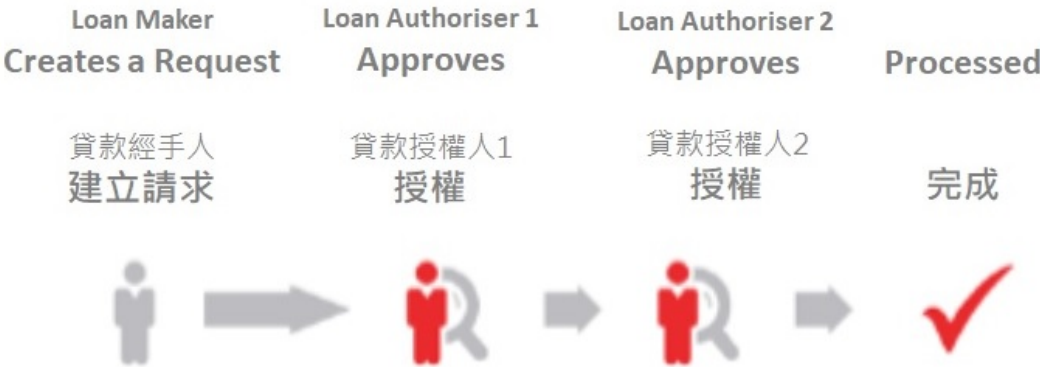 Loan Maker
Creates a Request
Loan Authoriser 1
Approves
Loan Authoriser 2
Approves
Processed
貸款經手人
建立請求
貸款授權人1
授權
貸款授權人2
授權
完成